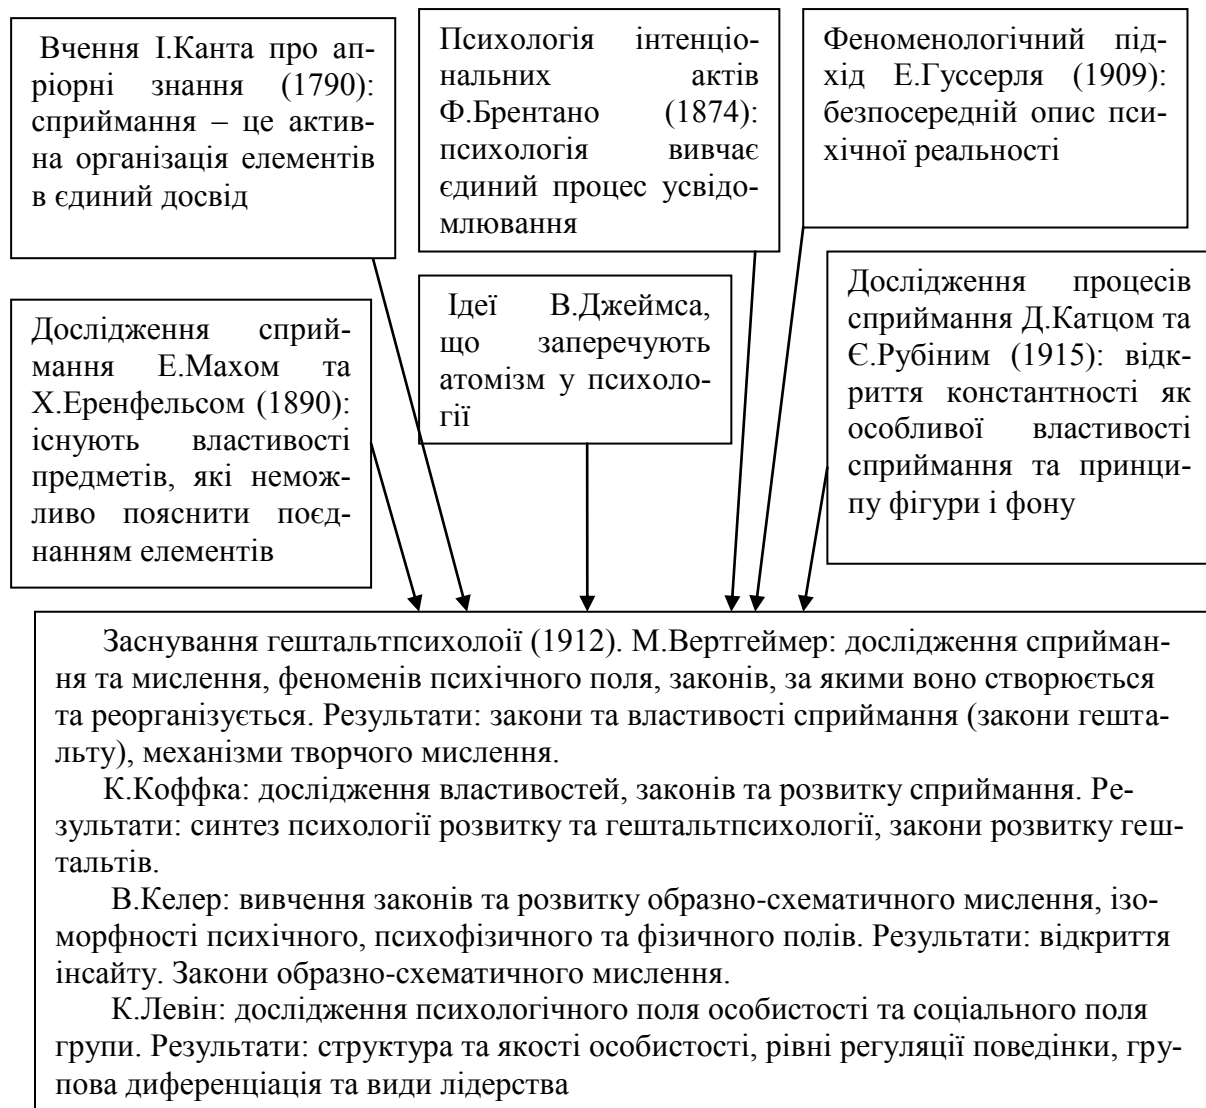 Вчення І.Канта про ап-
ріорні знання (1790):
сприймання – це актив-
на організація елементів
в єдиний досвід
Психологія інтенціо-
нальних актів
Ф.Брентано (1874):
психологія вивчає
єдиний процес усвідо-
млювання
Феноменологічний під-
хід Е.Гуссерля (1909):
безпосередній опис пси-
хічної реальності
Дослідження сприй-
мання Е.Махом та
Х.Еренфельсом (1890):
існують властивості
предметів, які немож-
ливо пояснити поєд-
нанням елементів
Ідеї В.Джеймса,
що заперечують
атомізм у психоло-
гії
Дослідження процесів
сприймання Д.Катцом та
Є.Рубіним (1915): відк-
риття константності як
особливої властивості
сприймання та принци-
пу фігури і фону
Заснування гештальтпсихолоії (1912). М.Вертгеймер: дослідження сприйман-
ня та мислення, феноменів психічного поля, законів, за якими воно створюється
та реорганізується. Результати: закони та властивості сприймання (закони гешта-
льту), механізми творчого мислення.
К.Коффка: дослідження властивостей, законів та розвитку сприймання. Ре-
зультати: синтез психології розвитку та гештальтпсихології, закони розвитку геш-
тальтів.
В.Келер: вивчення законів та розвитку образно-схематичного мислення, ізо-
морфності психічного, психофізичного та фізичного полів. Результати: відкриття
інсайту. Закони образно-схематичного мислення.
К.Левін: дослідження психологічного поля особистості та соціального поля
групи. Результати: структура та якості особистості, рівні регуляції поведінки, гру-
пова диференціація та види лідерства